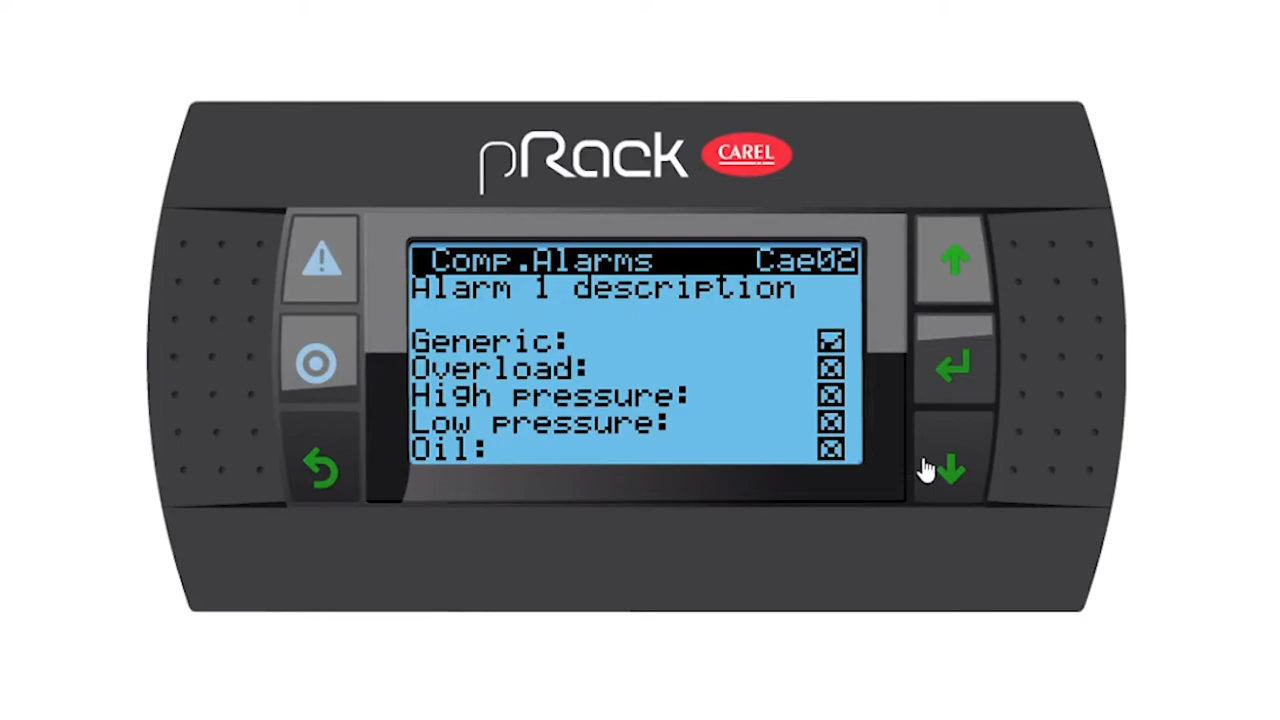 pRack CAREL
Comp.Alarms Cae02
Alarm 1 description
Generic:
Overload:
High pressure:
Low pressure:
Oil: